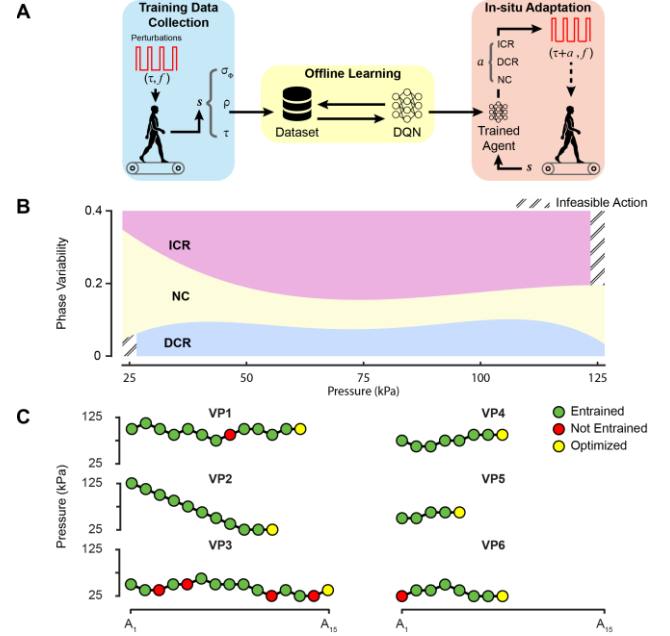 A
Training Data
Collection
Perturbations
(τ, f)
s
σΦ
ρ
τ
Offline Learning
Dataset
DQN
In-situ Adaptation
a
ICR
DCR
NC
(τ+a , f)
Trained
Agent
s
B
Infeasible Action
Phase Variability
0.4
0.2
0
ICR
NC
DCR
25
50
75
100
125
Pressure (kPa)
C
Pressure (kPa)
VP1
125
25
VP4
Entrained
Not Entrained
Optimized
VP2
125
25
VP5
VP3
125
25
VP6
A1
A15
A1
A15